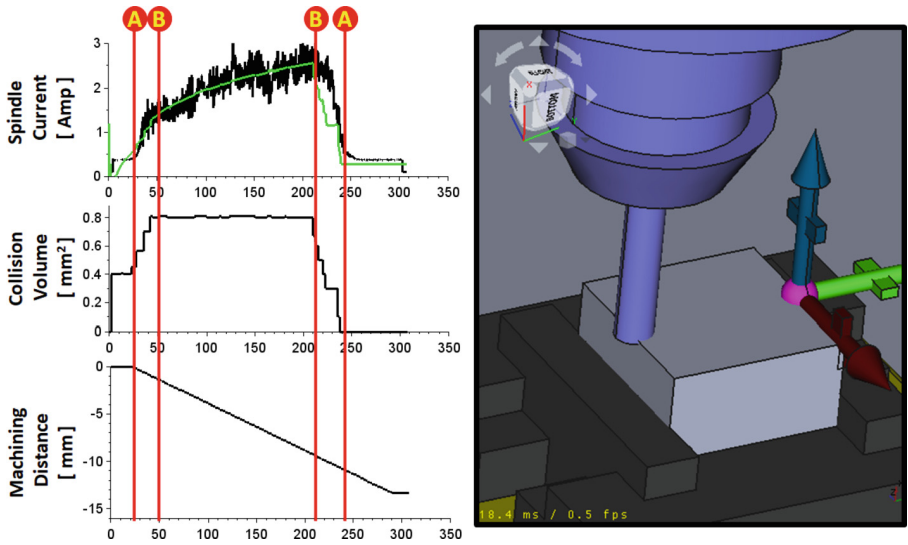 A B B A
Spindle
Current
[ Amp]
3
2
1
0
0 50 100 150 200 250 300 350
Collision
Volume
[ mm²]
0.8
0.6
0.4
0.2
0
0 50 100 150 200 250 300 350
Machining
Distance
[ mm]
0
-5
-10
-15
0 50 100 150 200 250 300 350
BOTTOM
x
z
18.4 ms / 0.5 fps